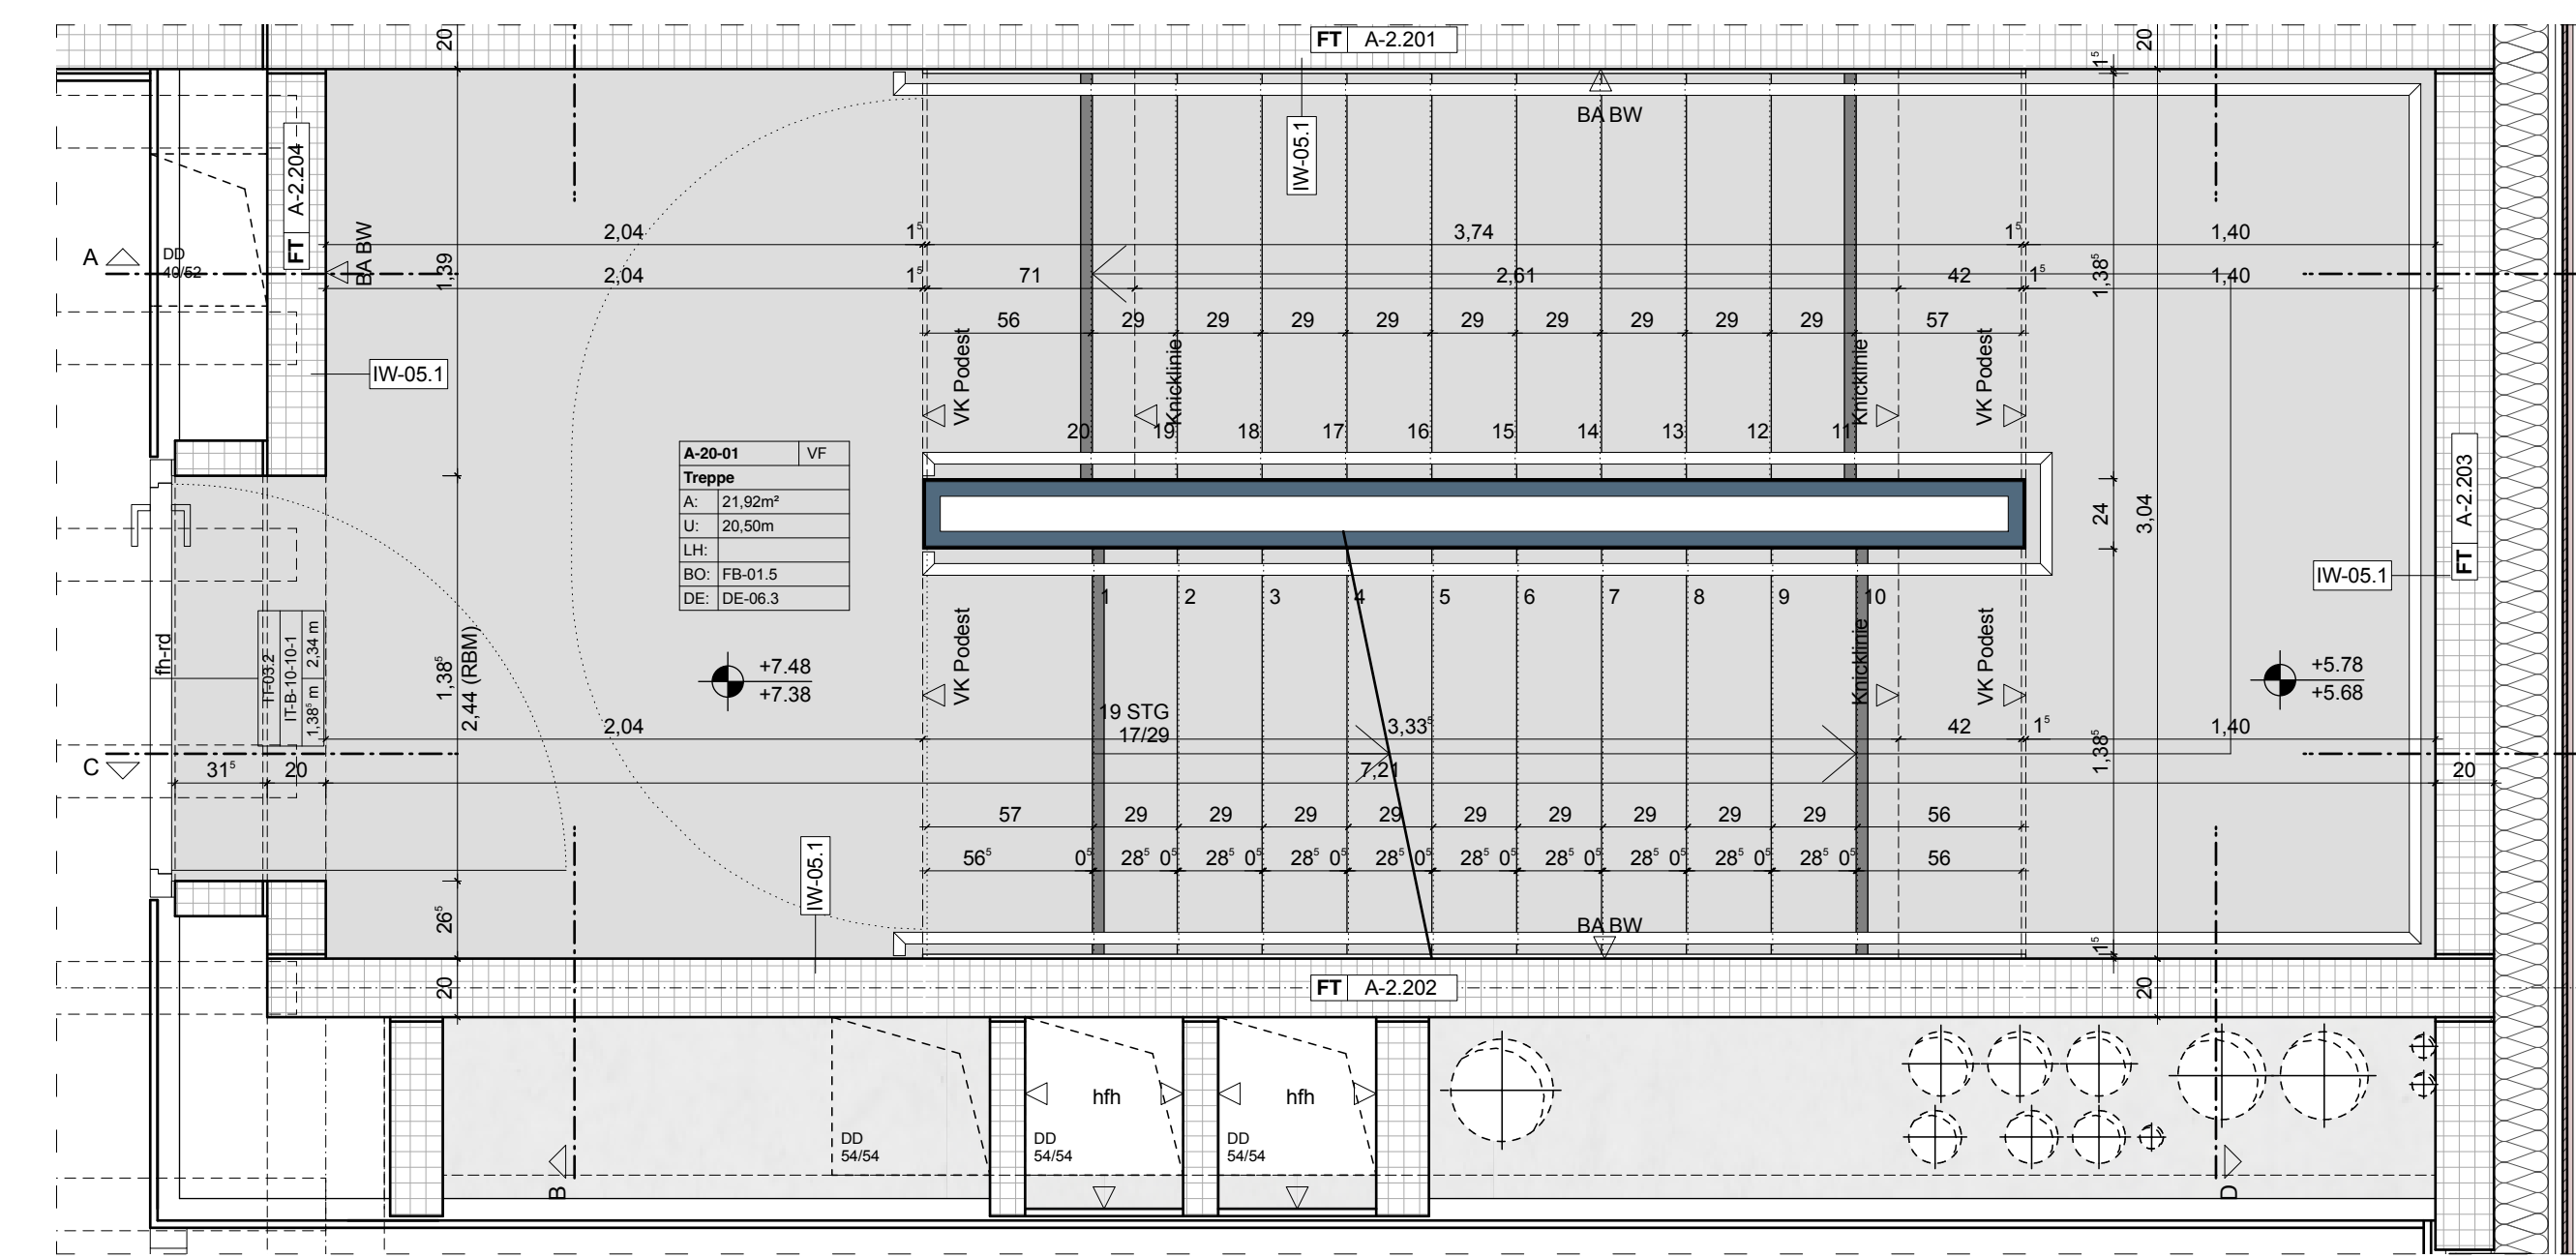 20
FT A-2.201
20
1⁵
BA BW
IW-05.1
FT A-2.204
A
DD
40/52
BA BW
1,39
2,04
1⁵
3,74
1⁵
1,40
2,04
1⁵
71
2,61
42
1⁵
1,40
1,38⁵
56
29
29
29
29
29
29
29
29
29
57
IW-05.1
VK Podest
Knicklinie
Knicklinie
VK Podest
20
19
18
17
16
15
14
13
12
11
A-20-01 VF
Treppe
A: 21,92m²
U: 20,50m
LH:
BO: FB-01.5
DE: DE-06.3
24
3,04
FT A-2.203
IW-05.1
1
2
3
4
5
6
7
8
9
10
fh-rd
IT-03.2
IT-B-10-10-1
1,38⁵ m 2,34 m
1,38⁵
2,44 (RBM)
+7.48
+7.38
VK Podest
Knicklinie
VK Podest
+5.78
+5.68
19 STG
17/29
2,04
3,33⁵
42
1⁵
1,40
1,38⁵
C
31⁵
20
7,21
20
57
29
29
29
29
29
29
29
29
29
56
56⁵
0⁵
28⁵
0⁵
28⁵
0⁵
28⁵
0⁵
28⁵
0⁵
28⁵
0⁵
28⁵
0⁵
28⁵
0⁵
28⁵
0⁵
28⁵
0⁵
56
IW-05.1
26⁵
BA BW
1⁵
20
FT A-2.202
20
hfh
hfh
DD
54/54
DD
54/54
DD
54/54
B
D